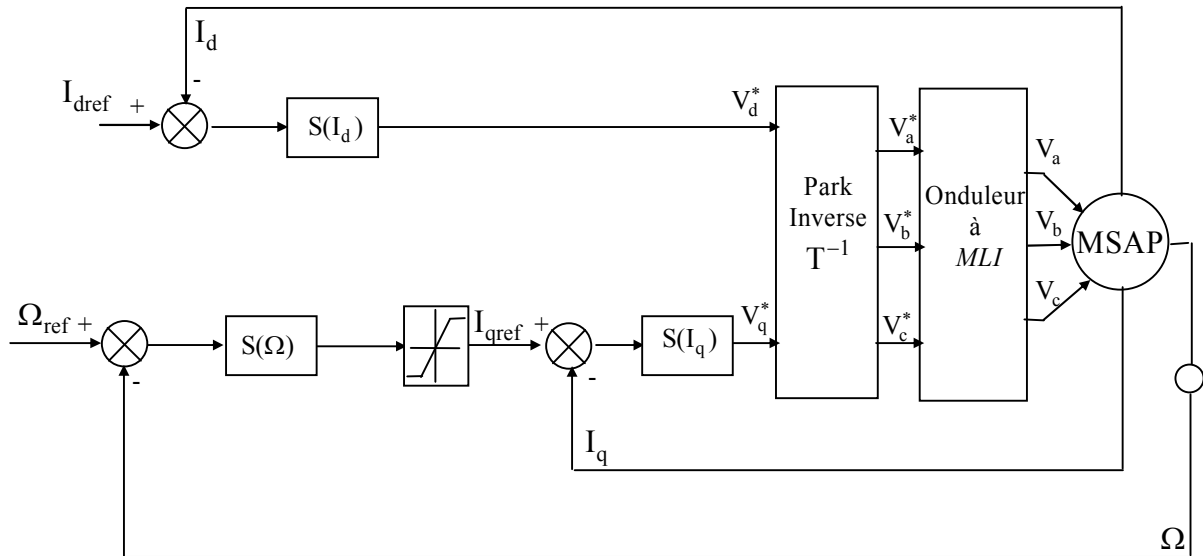 I_d
-
I_dref +
S(I_d)
V_d^*
V_a^*
V_a
Park
Inverse
T^−1
Onduleur
à
MLI
V_b^*
V_b
MSAP
V_c
Ω_ref +
S(Ω)
I_qref +
S(I_q)
V_q^*
V_c^*
-
-
I_q
Ω